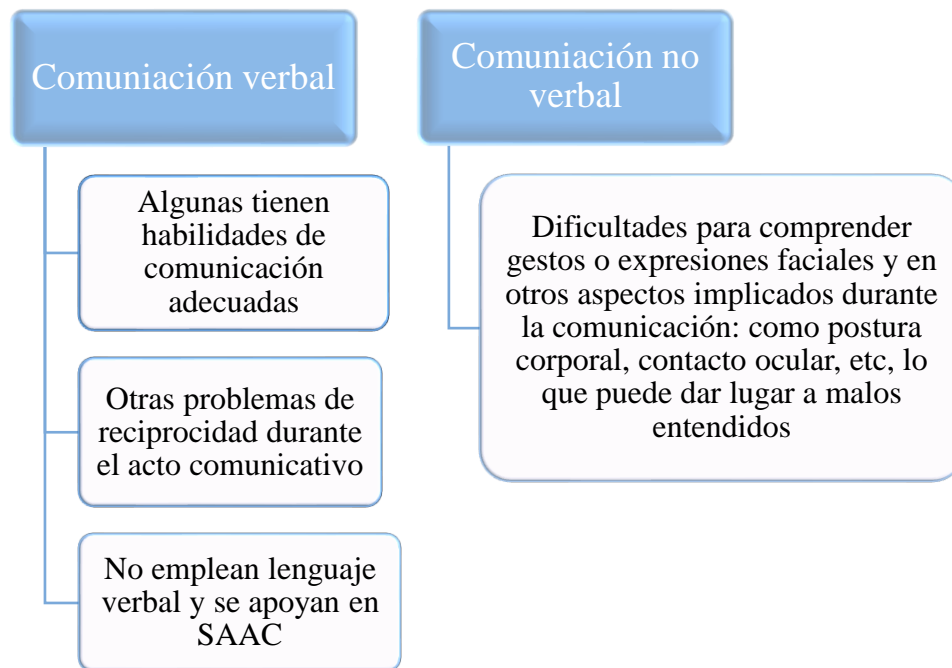 Comuniación verbal
Algunas tienen
habilidades de
comunicación
adecuadas
Otras problemas de
reciprocidad durante
el acto comunicativo
No emplean lenguaje
verbal y se apoyan en
SAAC
Comuniación no
verbal
Dificultades para comprender
gestos o expresiones faciales y en
otros aspectos implicados durante
la comunicación: como postura
corporal, contacto ocular, etc, lo
que puede dar lugar a malos
entendidos